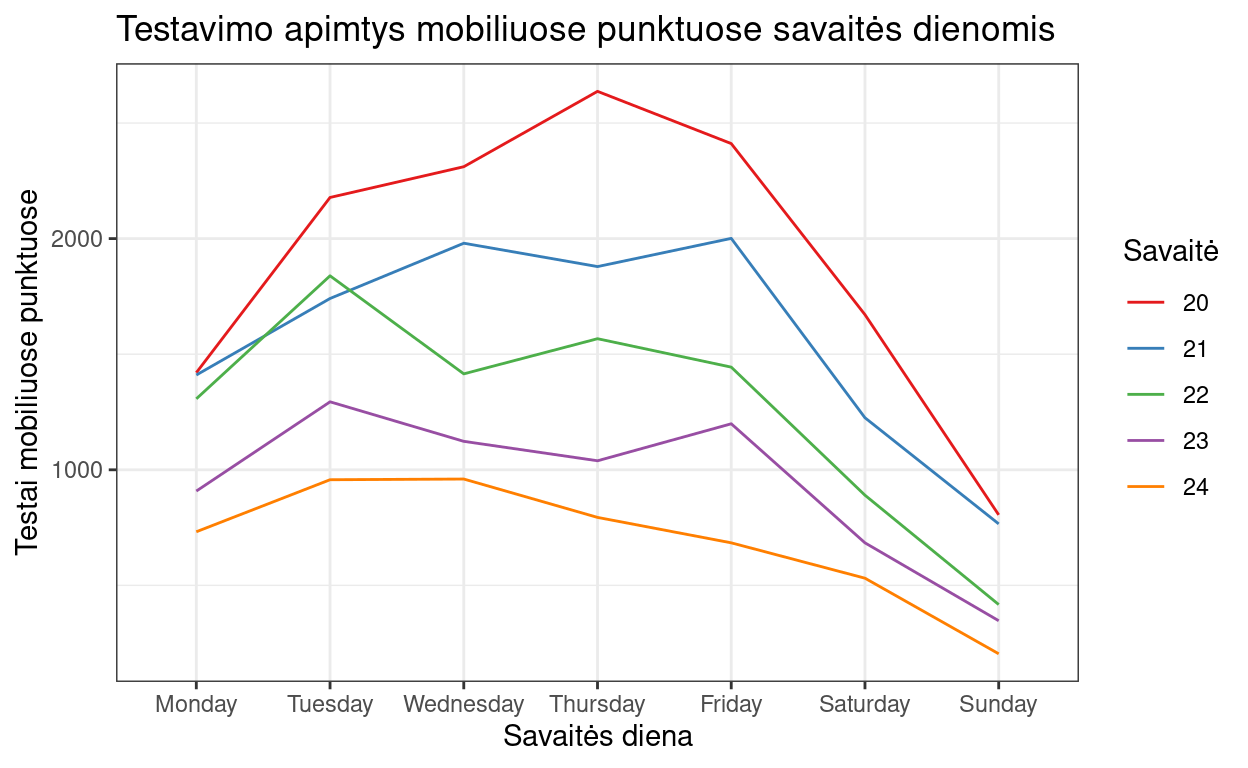 Testavimo apimtys mobiliuose punktuose savaitės dienomis
Testai mobiliuose punktuose
2000
1000
Monday Tuesday Wednesday Thursday Friday Saturday Sunday
Savaitės diena
Savaitė
20
21
22
23
24